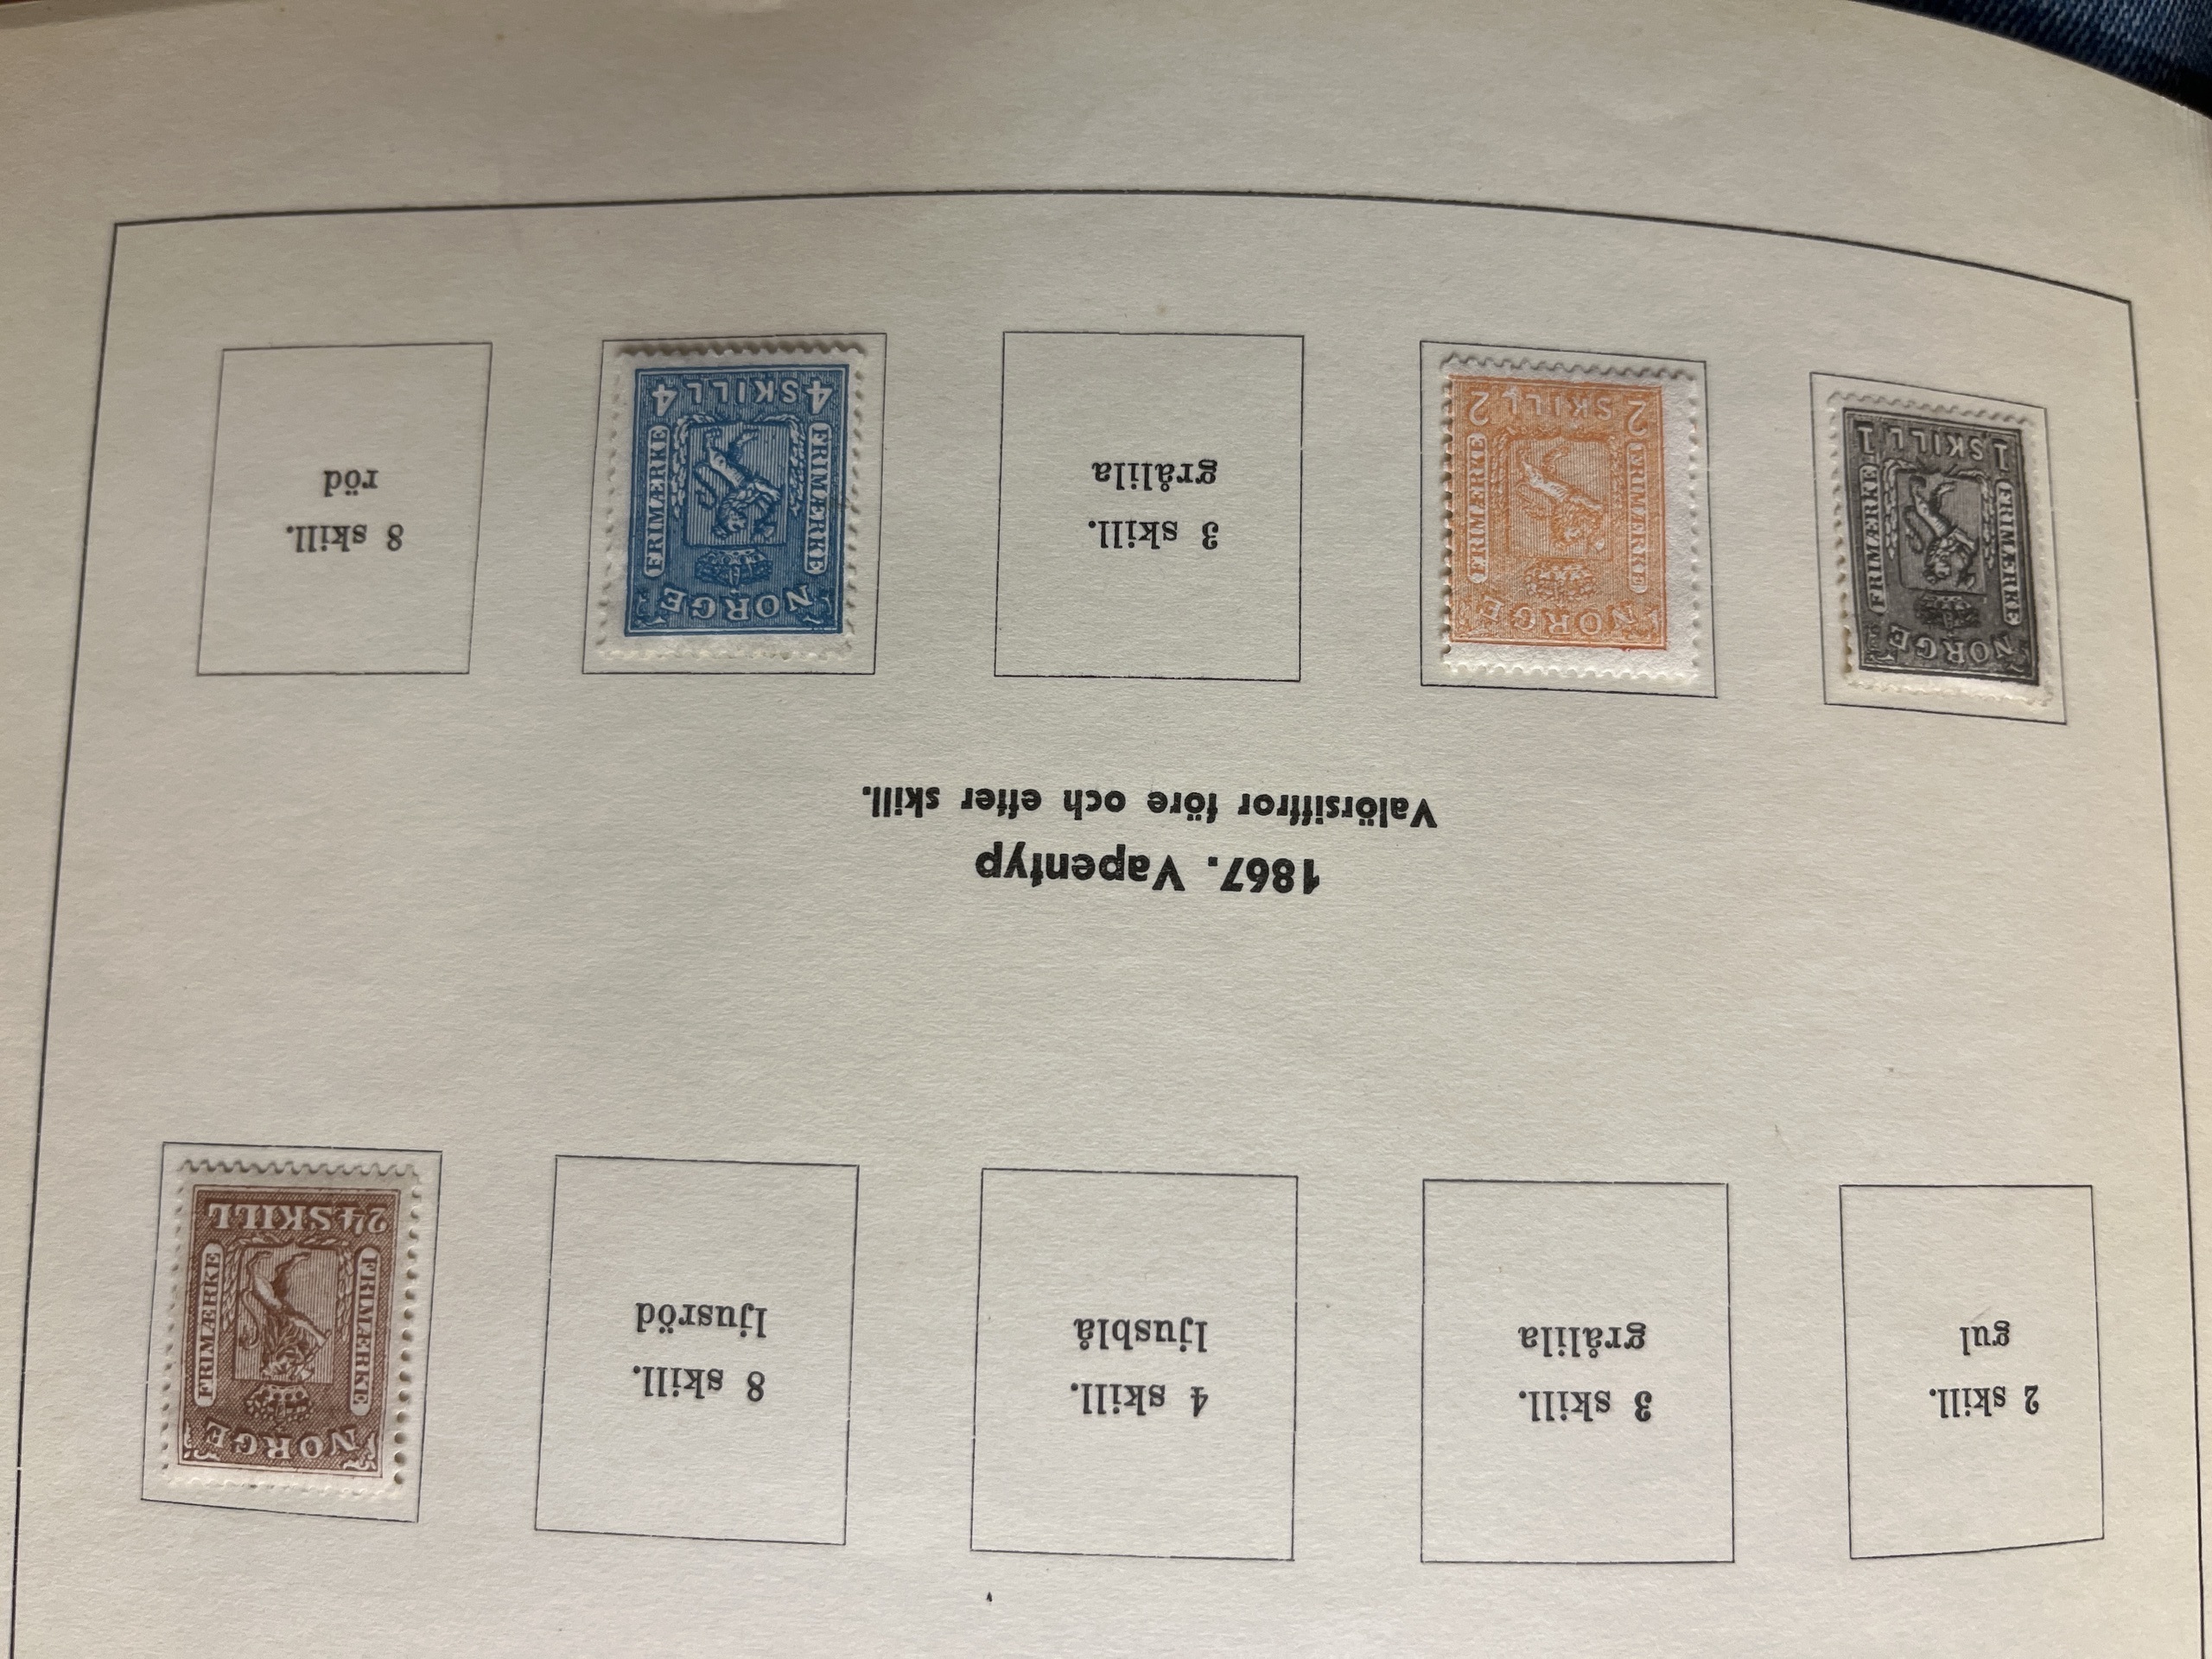 2 skill.
gul
3 skill.
grålila
4 skill.
ljusblå
8 skill.
ljusröd
NORGE
FRIMÆRKE
FRIMÆRKE
24 SKILL
1867. Vapentyp
Valörsiffror före och efter skill.
NORGE
FRIMÆRKE
FRIMÆRKE
1 SKILL 1
NORGE
FRIMÆRKE
FRIMÆRKE
2 SKILL 2
3 skill.
grålila
NORGE
FRIMÆRKE
FRIMÆRKE
4 SKILL 4
8 skill.
röd